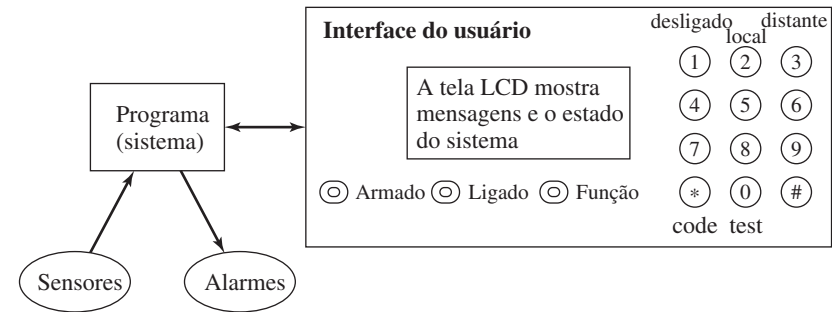 Interface do usuário
desligado
local
distante
1 2 3
A tela LCD mostra
mensagens e o estado
do sistema
4 5 6
7 8 9
Armado Ligado Função
* 0 #
code test
Programa
(sistema)
Sensores
Alarmes